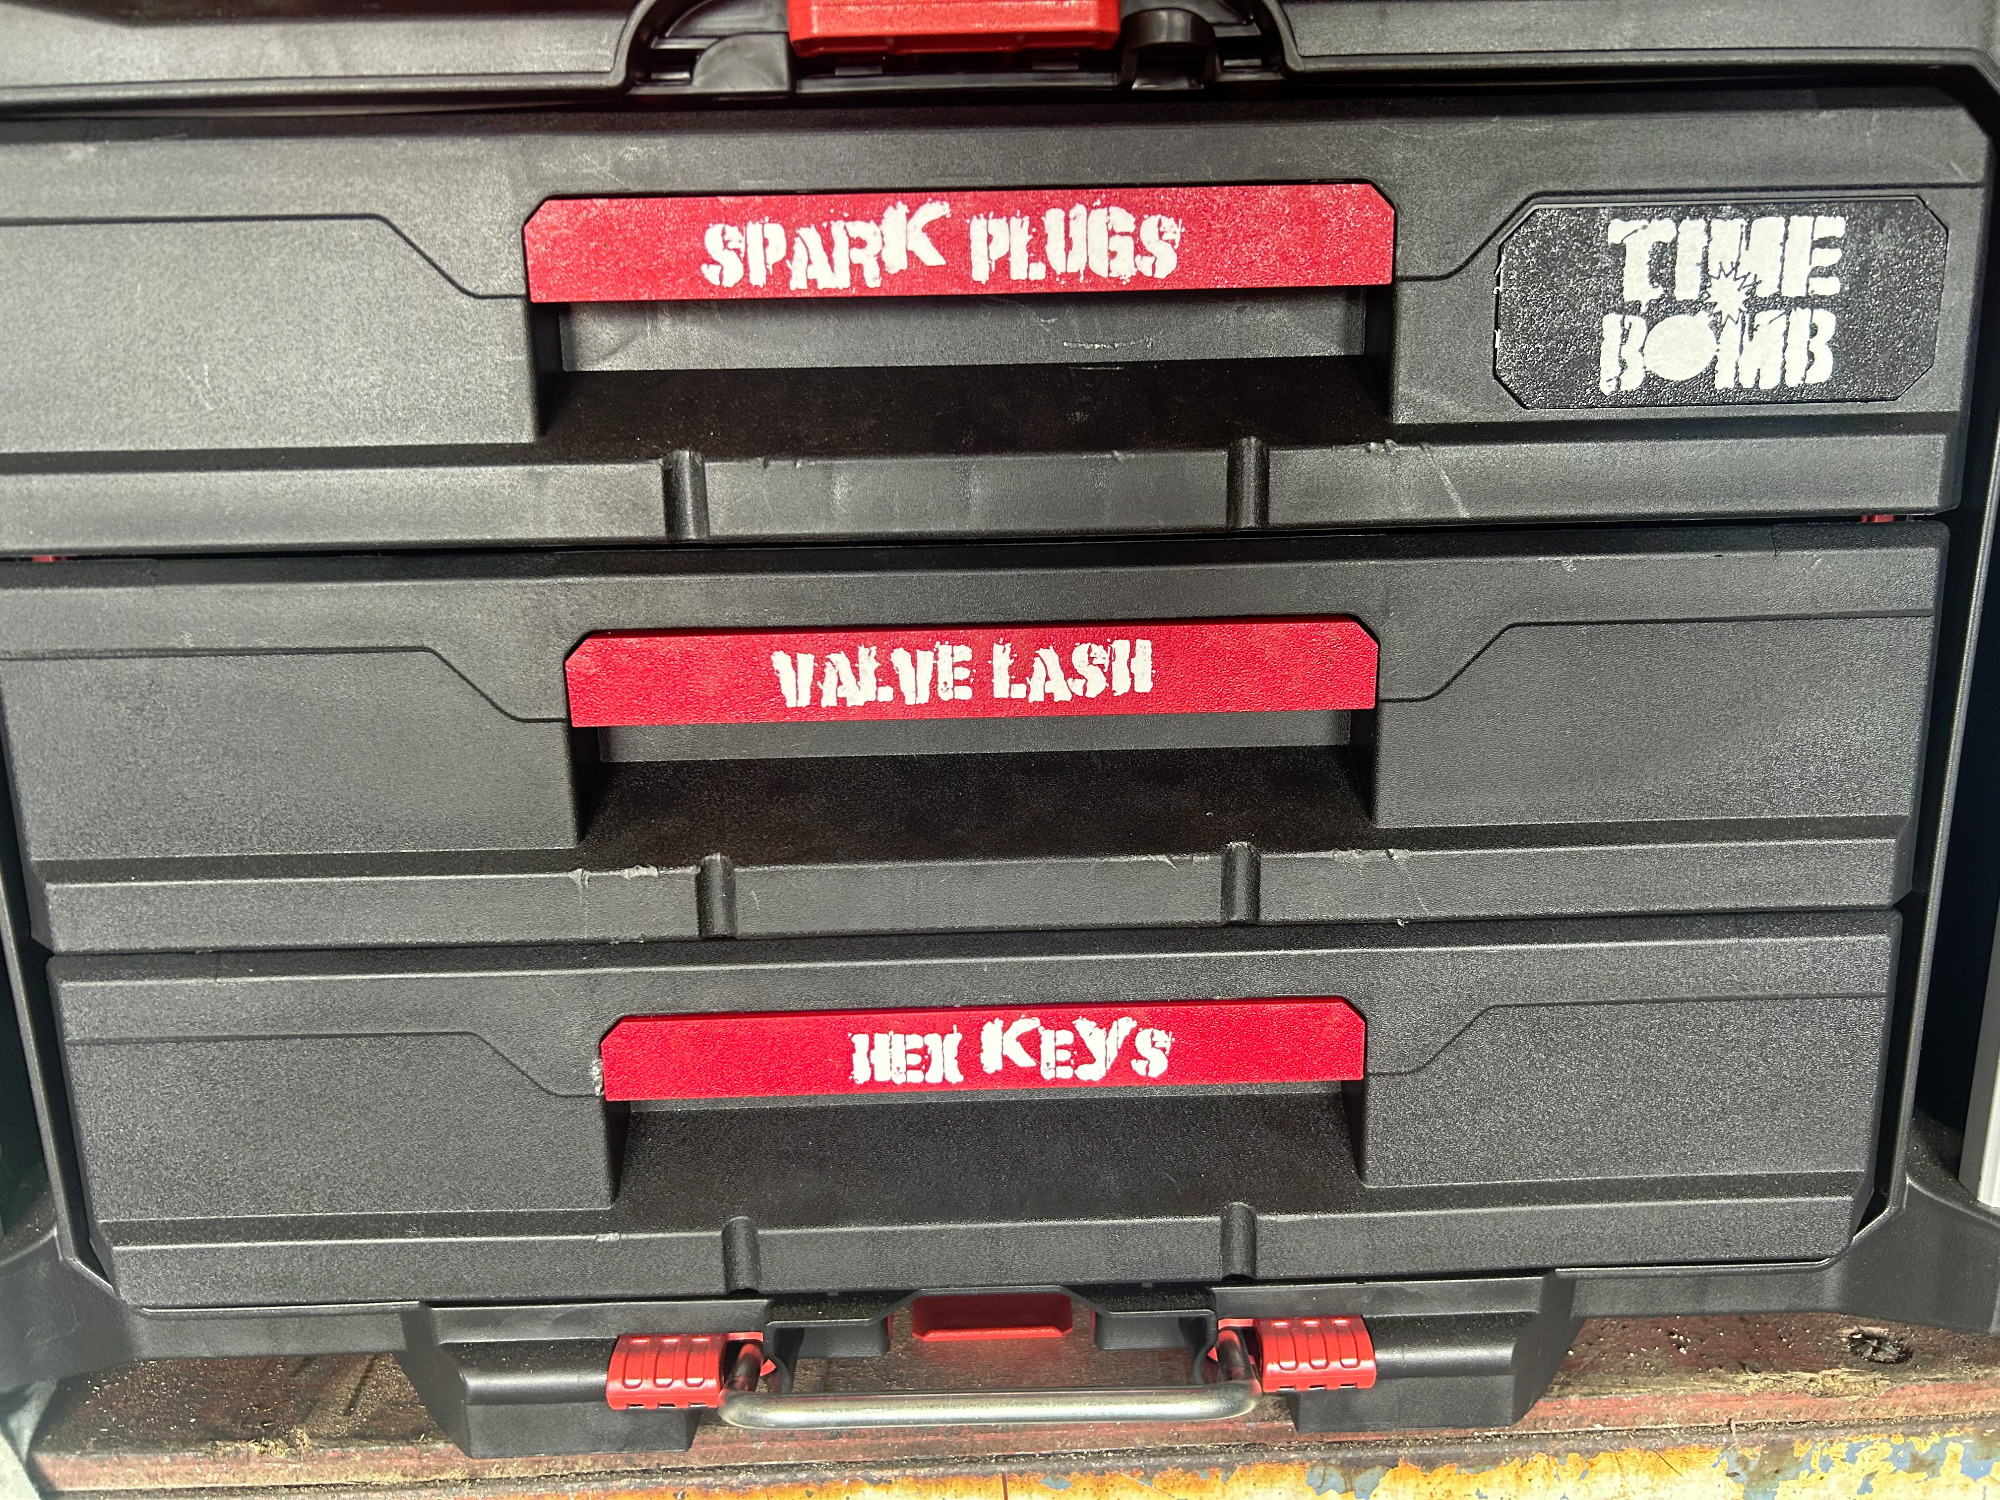 SPARK PLUGS
TIME
BOMB
VALVE LASH
HEX KEYS